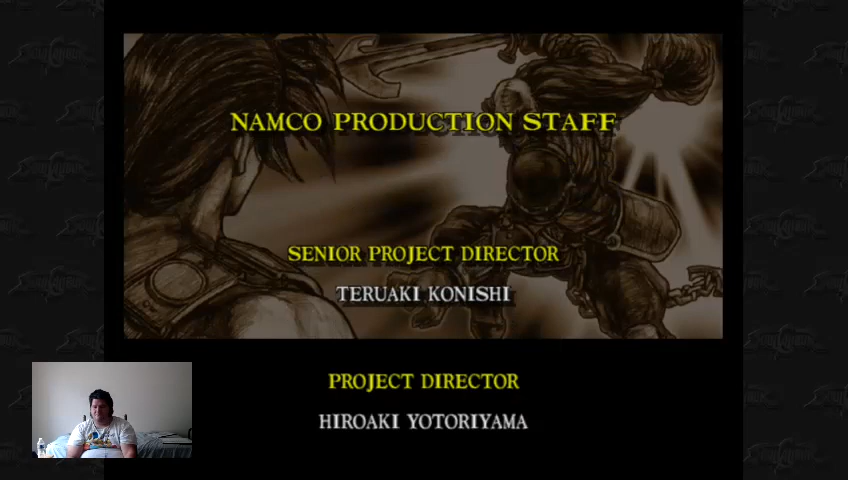 NAMCO PRODUCTION STAFF
SENIOR PROJECT DIRECTOR
TERUAKI KONISHI
PROJECT DIRECTOR
HIROAKI YOTORIYAMA